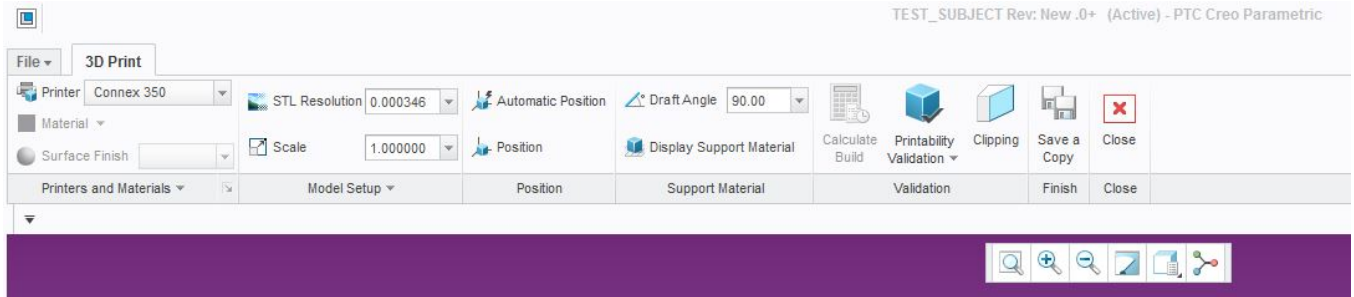 TEST_SUBJECT Rev: New .0+ (Active) - PTC Creo Parametric
File 3D Print
Printer Connex 350
STL Resolution 0.000346
Automatic Position
Draft Angle 90.00
Material
Surface Finish
Scale 1.000000
Position
Display Support Material
Calculate
Build
Printability
Validation
Clipping
Save a
Copy
Close
Printers and Materials Model Setup Position Support Material Validation Finish Close